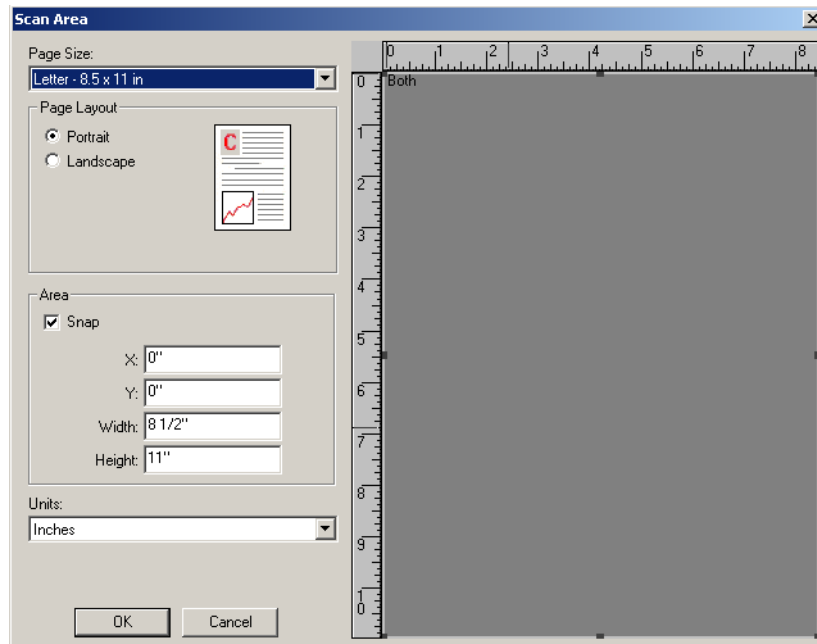 Scan Area
Page Size:
Letter - 8.5 x 11 in
Page Layout
Portrait
Landscape
C
Area
Snap
X: 0"
Y: 0"
Width: 8 1/2"
Height: 11"
Units:
Inches
OK Cancel
0 1 2 3 4 5 6 7 8
Both
0
1
2
3
4
5
6
7
8
9
10